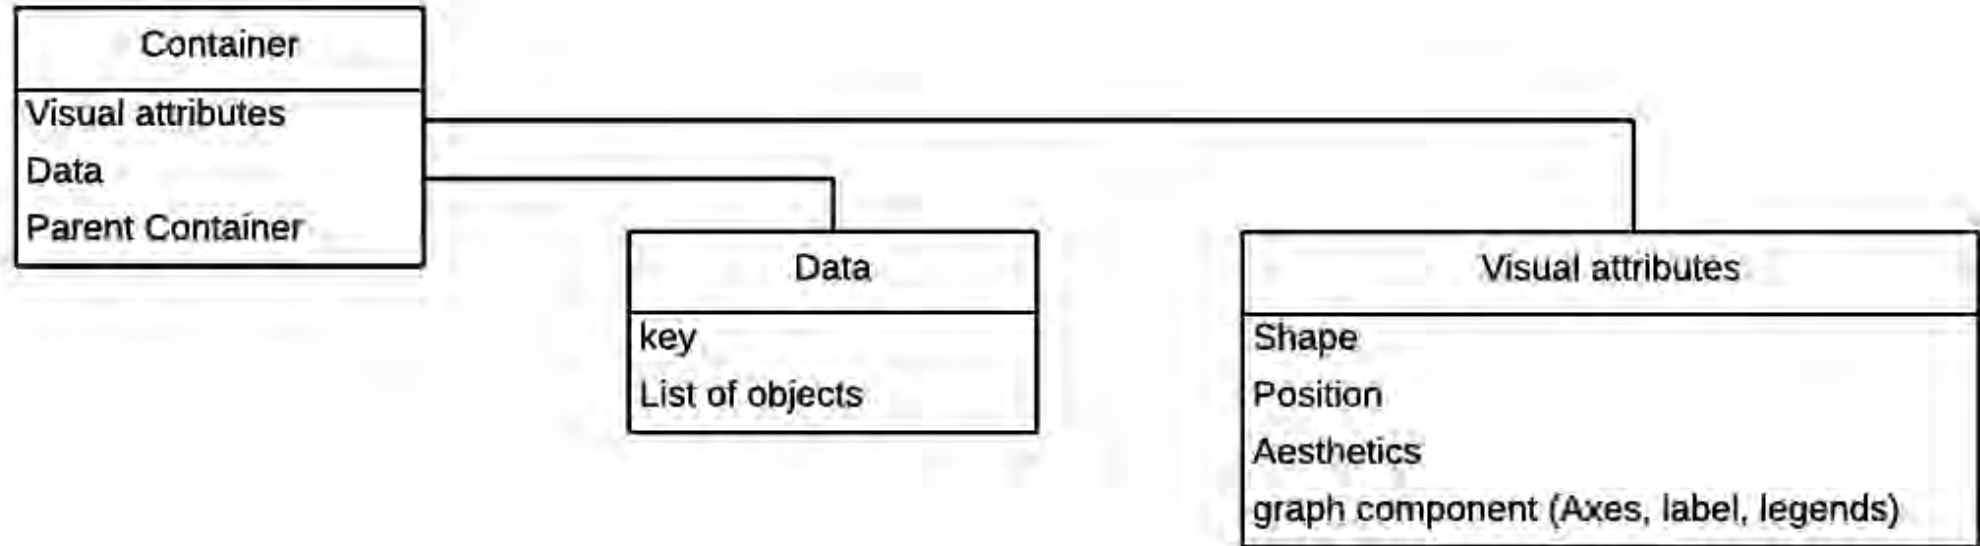 Container
Visual attributes
Data
Parent Container
Data
key
List of objects
Visual attributes
Shape
Position
Aesthetics
graph component (Axes, label, legends)